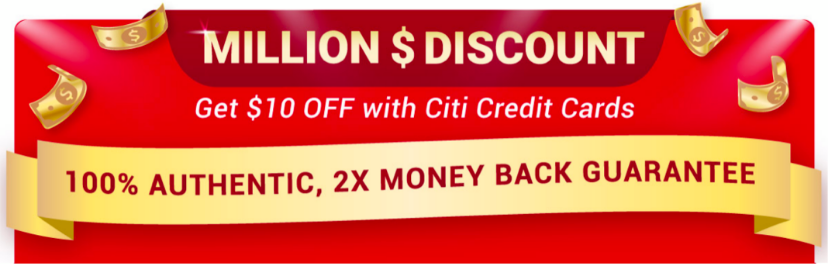 MILLION $ DISCOUNT
Get $10 OFF with Citi Credit Cards
100% AUTHENTIC, 2X MONEY BACK GUARANTEE